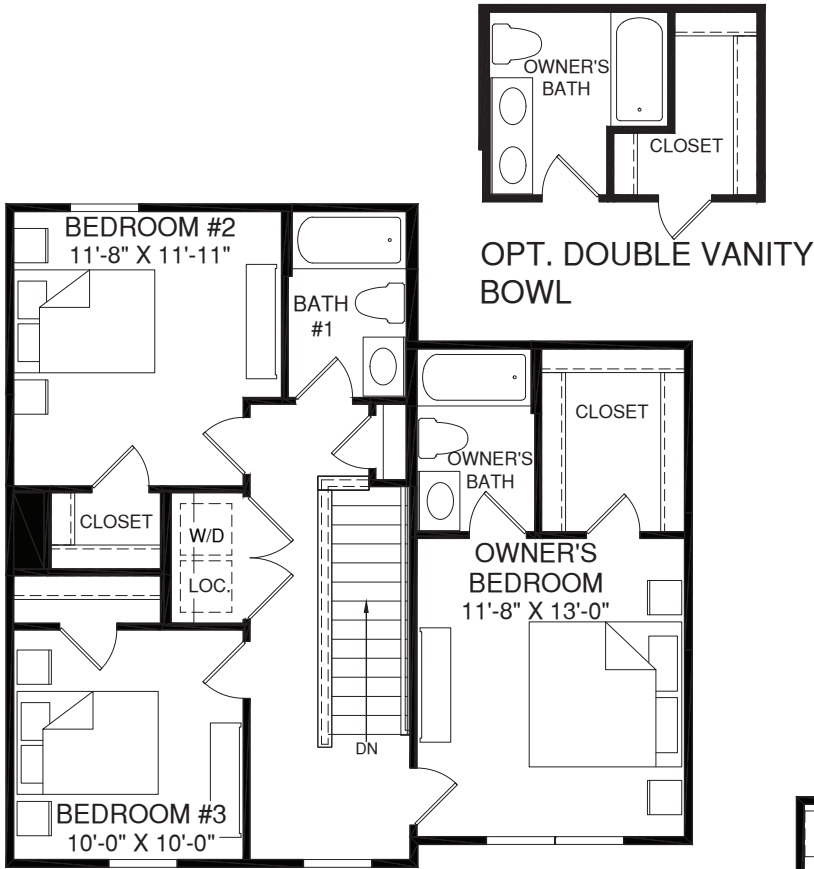 OWNER'S
BATH
CLOSET
OPT. DOUBLE VANITY
BOWL
BEDROOM #2
11'-8" X 11'-11"
BATH
#1
CLOSET
OWNER'S
BATH
CLOSET
W/D
LOC.
OWNER'S
BEDROOM
11'-8" X 13'-0"
DN
BEDROOM #3
10'-0" X 10'-0"